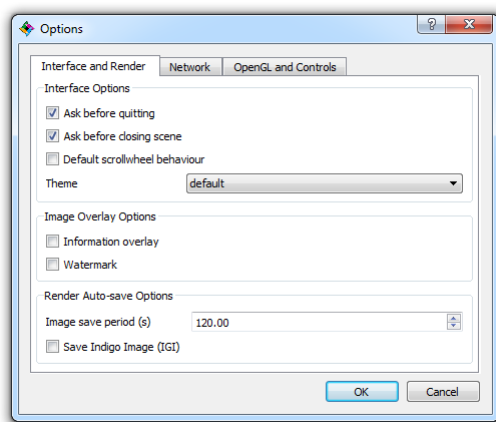 Options
Interface and Render Network OpenGL and Controls
Interface Options
Ask before quitting
Ask before closing scene
Default scrollwheel behaviour
Theme default
Image Overlay Options
Information overlay
Watermark
Render Auto-save Options
Image save period (s) 120.00
Save Indigo Image (IGI)
OK Cancel